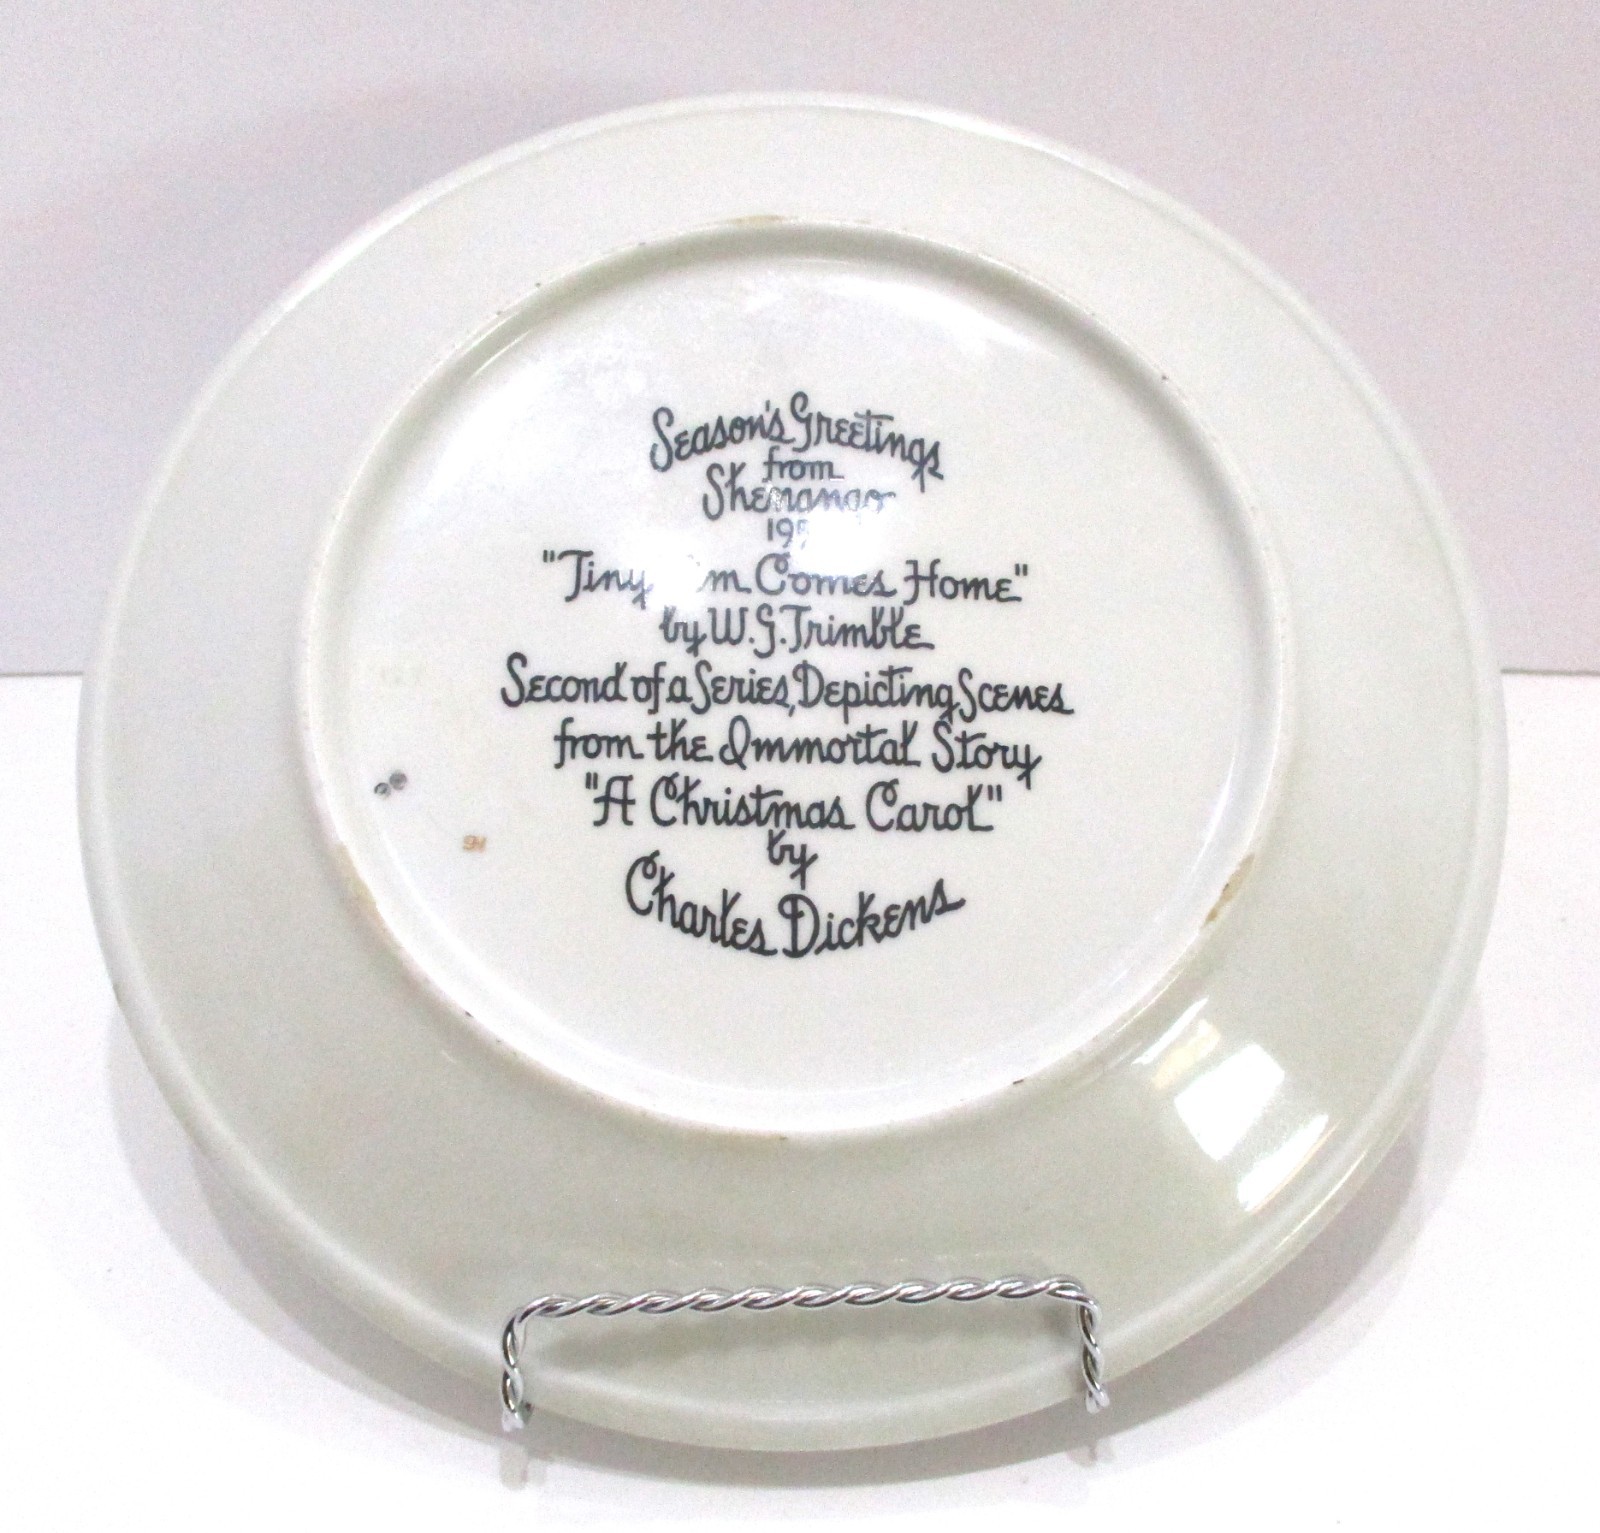 Season's Greetings
from
Shenango
"Tiny Comes Home"
by W.G. Trimble
Second of a Series, Depicting Scenes
from the Immortal Story
"A Christmas Carol"
by
Charles Dickens